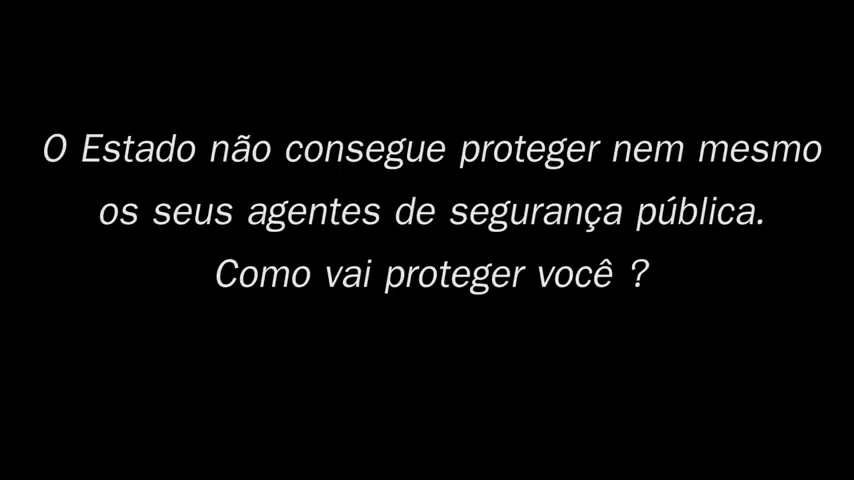 O Estado não consegue proteger nem mesmo
os seus agentes de segurança pública.
Como vai proteger você ?